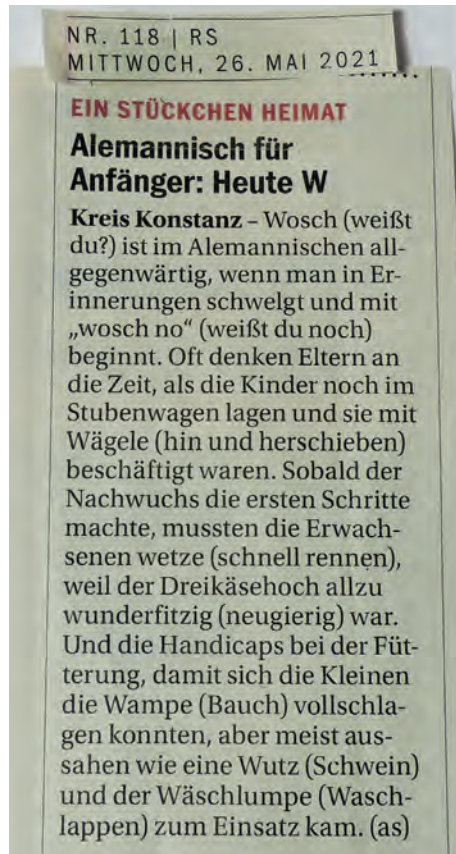 NR. 118 | RS
MITTWOCH, 26. MAI 2021
EIN STÜCKCHEN HEIMAT
Alemannisch für
Anfänger: Heute W
Kreis Konstanz – Wosch (weißt
du?) ist im Alemannischen all-
gegenwärtig, wenn man in Er-
innerungen schwelgt und mit
„wosch no“ (weißt du noch)
beginnt. Oft denken Eltern an
die Zeit, als die Kinder noch im
Stubenwagen lagen und sie mit
Wägele (hin und herschieben)
beschäftigt waren. Sobald der
Nachwuchs die ersten Schritte
machte, mussten die Erwach-
senen wetze (schnell rennen),
weil der Dreikäsehoch allzu
wunderfitzig (neugierig) war.
Und die Handicaps bei der Füt-
terung, damit sich die Kleinen
die Wampe (Bauch) vollschla-
gen konnten, aber meist aus-
sahen wie eine Wutz (Schwein)
und der Wäschlumpe (Wasch-
lappen) zum Einsatz kam. (as)